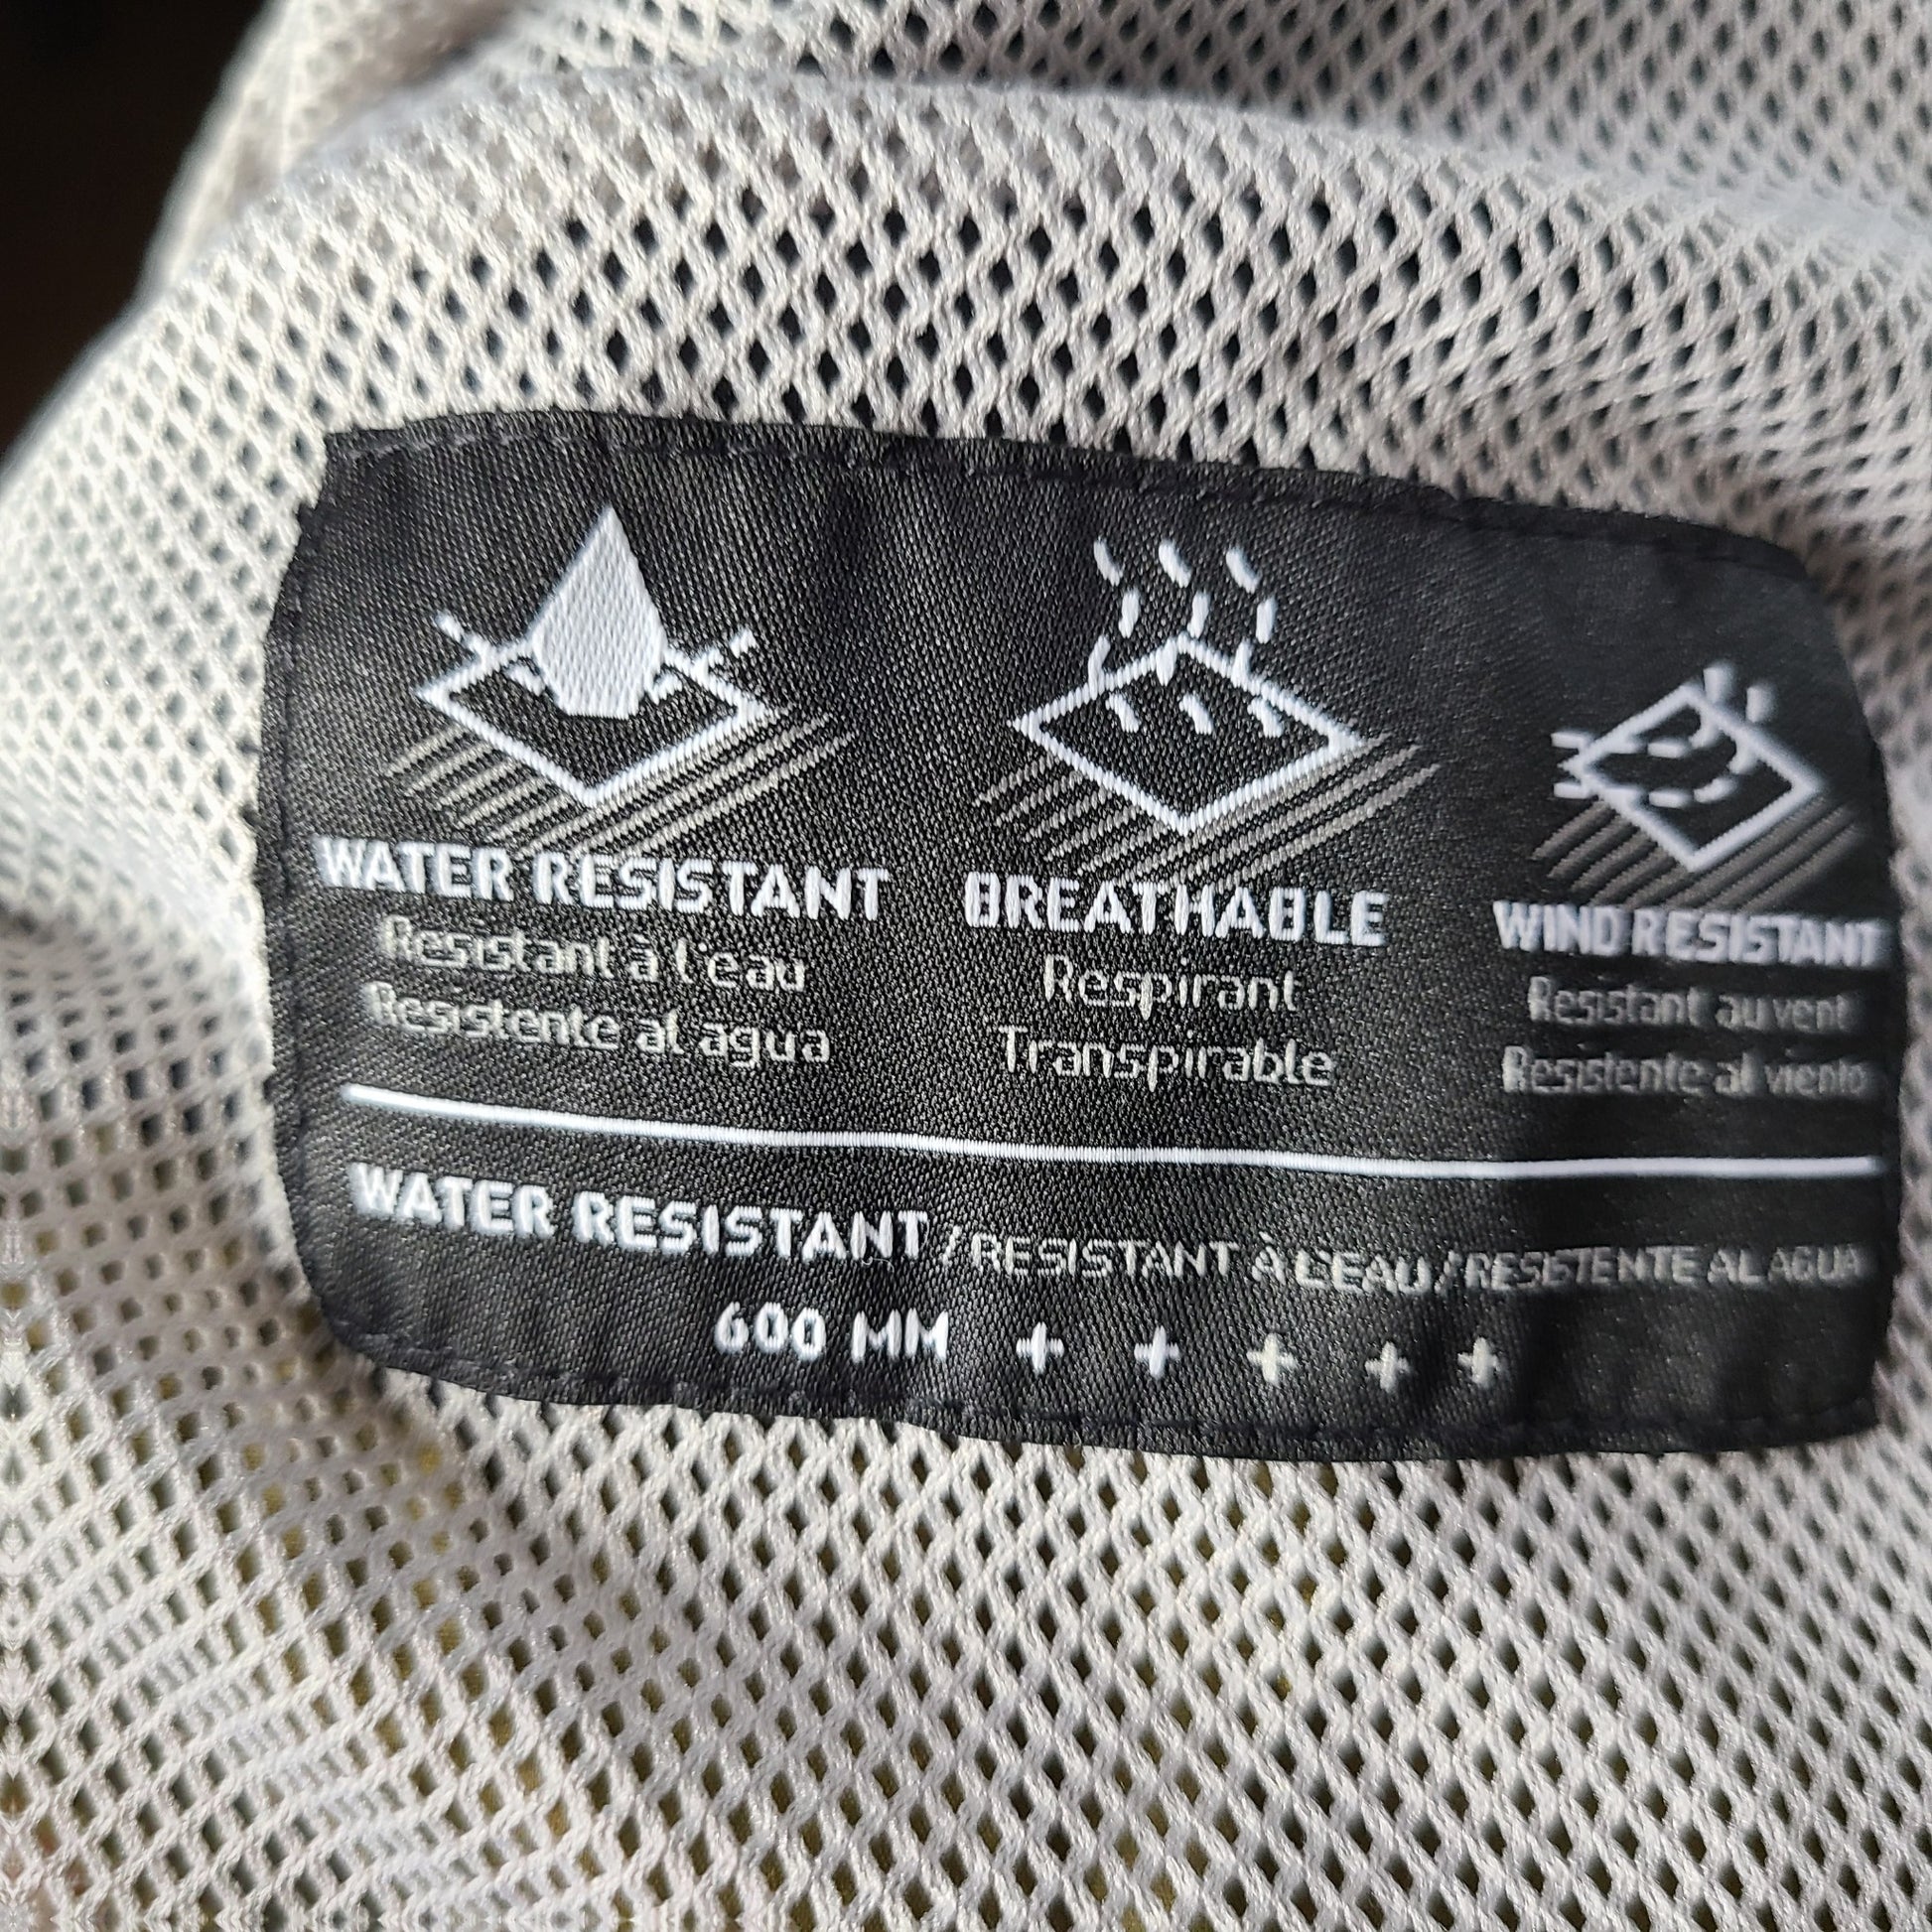 WATER RESISTANT
Resistant à l'eau
Resistente al agua
BREATHABLE
Respirant
Transpirable
WIND RESISTANT
Resistant au vent
Resistente al viento
WATER RESISTANT / RESISTANT À L'EAU / RESISTENTE AL AGUA
600 MM + + + + +